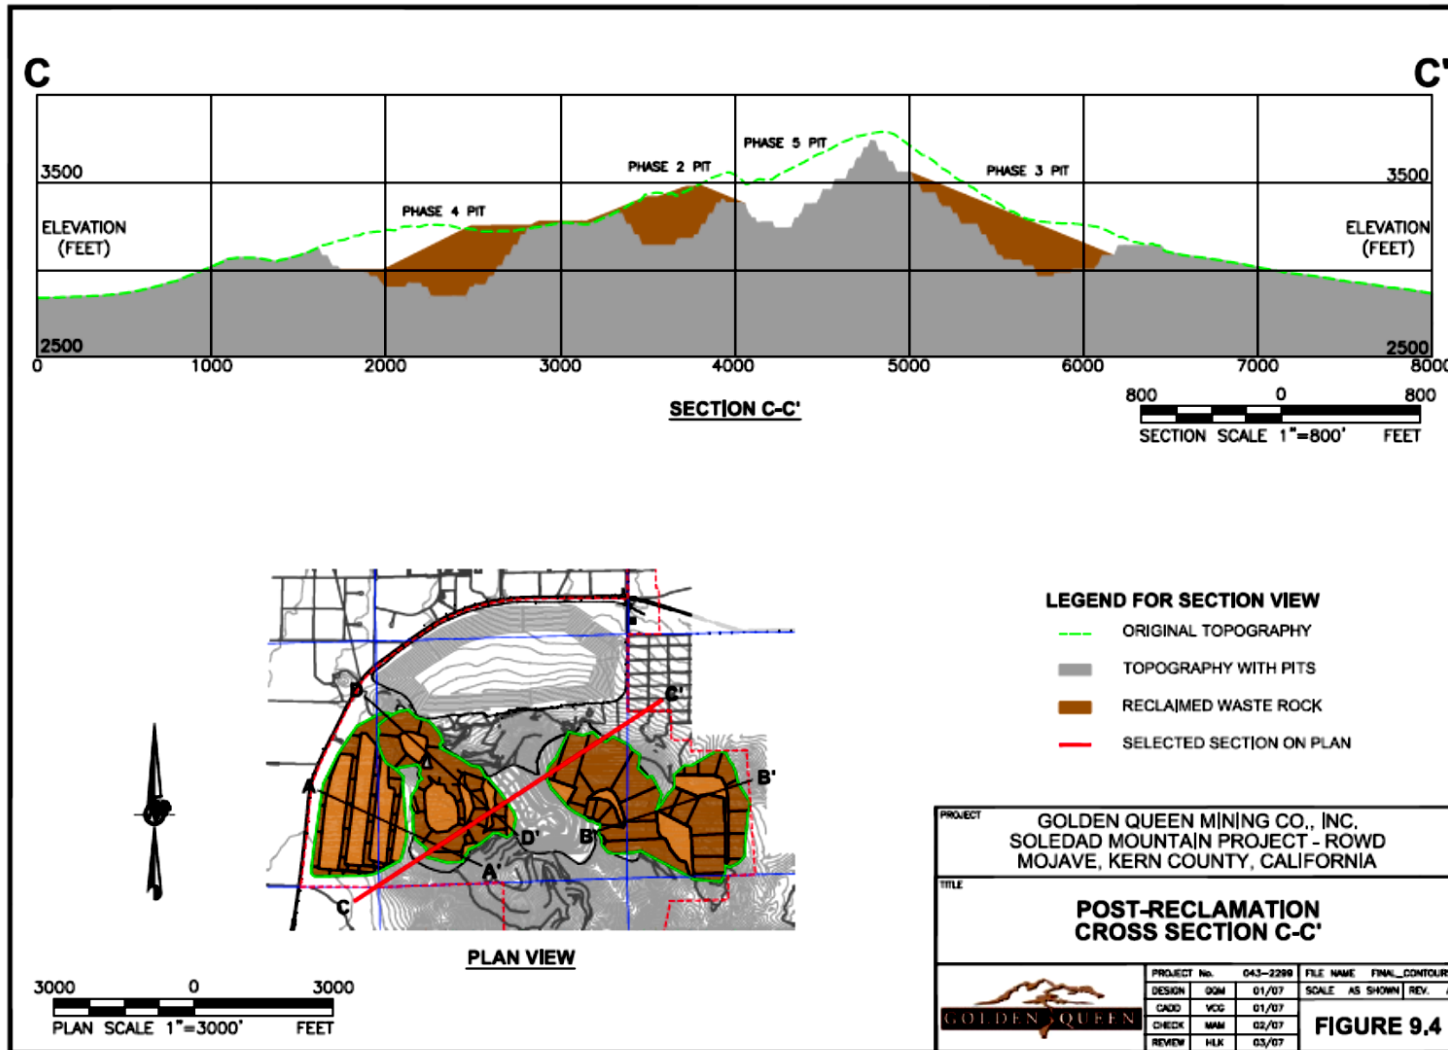 C C'
PHASE 5 PIT
PHASE 2 PIT
PHASE 3 PIT
3500 3500
PHASE 4 PIT
ELEVATION
(FEET)
ELEVATION
(FEET)
2500 2500
0 1000 2000 3000 4000 5000 6000 7000 8000
SECTION C-C'
800 0 800
SECTION SCALE 1"=800' FEET
LEGEND FOR SECTION VIEW
ORIGINAL TOPOGRAPHY
TOPOGRAPHY WITH PITS
RECLAIMED WASTE ROCK
SELECTED SECTION ON PLAN
D
C'
A
B'
D'
B
A'
C
PLAN VIEW
3000 0 3000
PLAN SCALE 1"=3000' FEET
PROJECT
GOLDEN QUEEN MINING CO., INC.
SOLEDAD MOUNTAIN PROJECT - ROWD
MOJAVE, KERN COUNTY, CALIFORNIA
TITLE
POST-RECLAMATION
CROSS SECTION C-C'
GOLDEN QUEEN
PROJECT No. 043-2299 FILE NAME FINAL_CONTOURS
DESIGN 01/07 SCALE AS SHOWN REV.
CADD VCG 01/07
CHECK MAM 02/07
REVIEW HLK 03/07
FIGURE 9.4